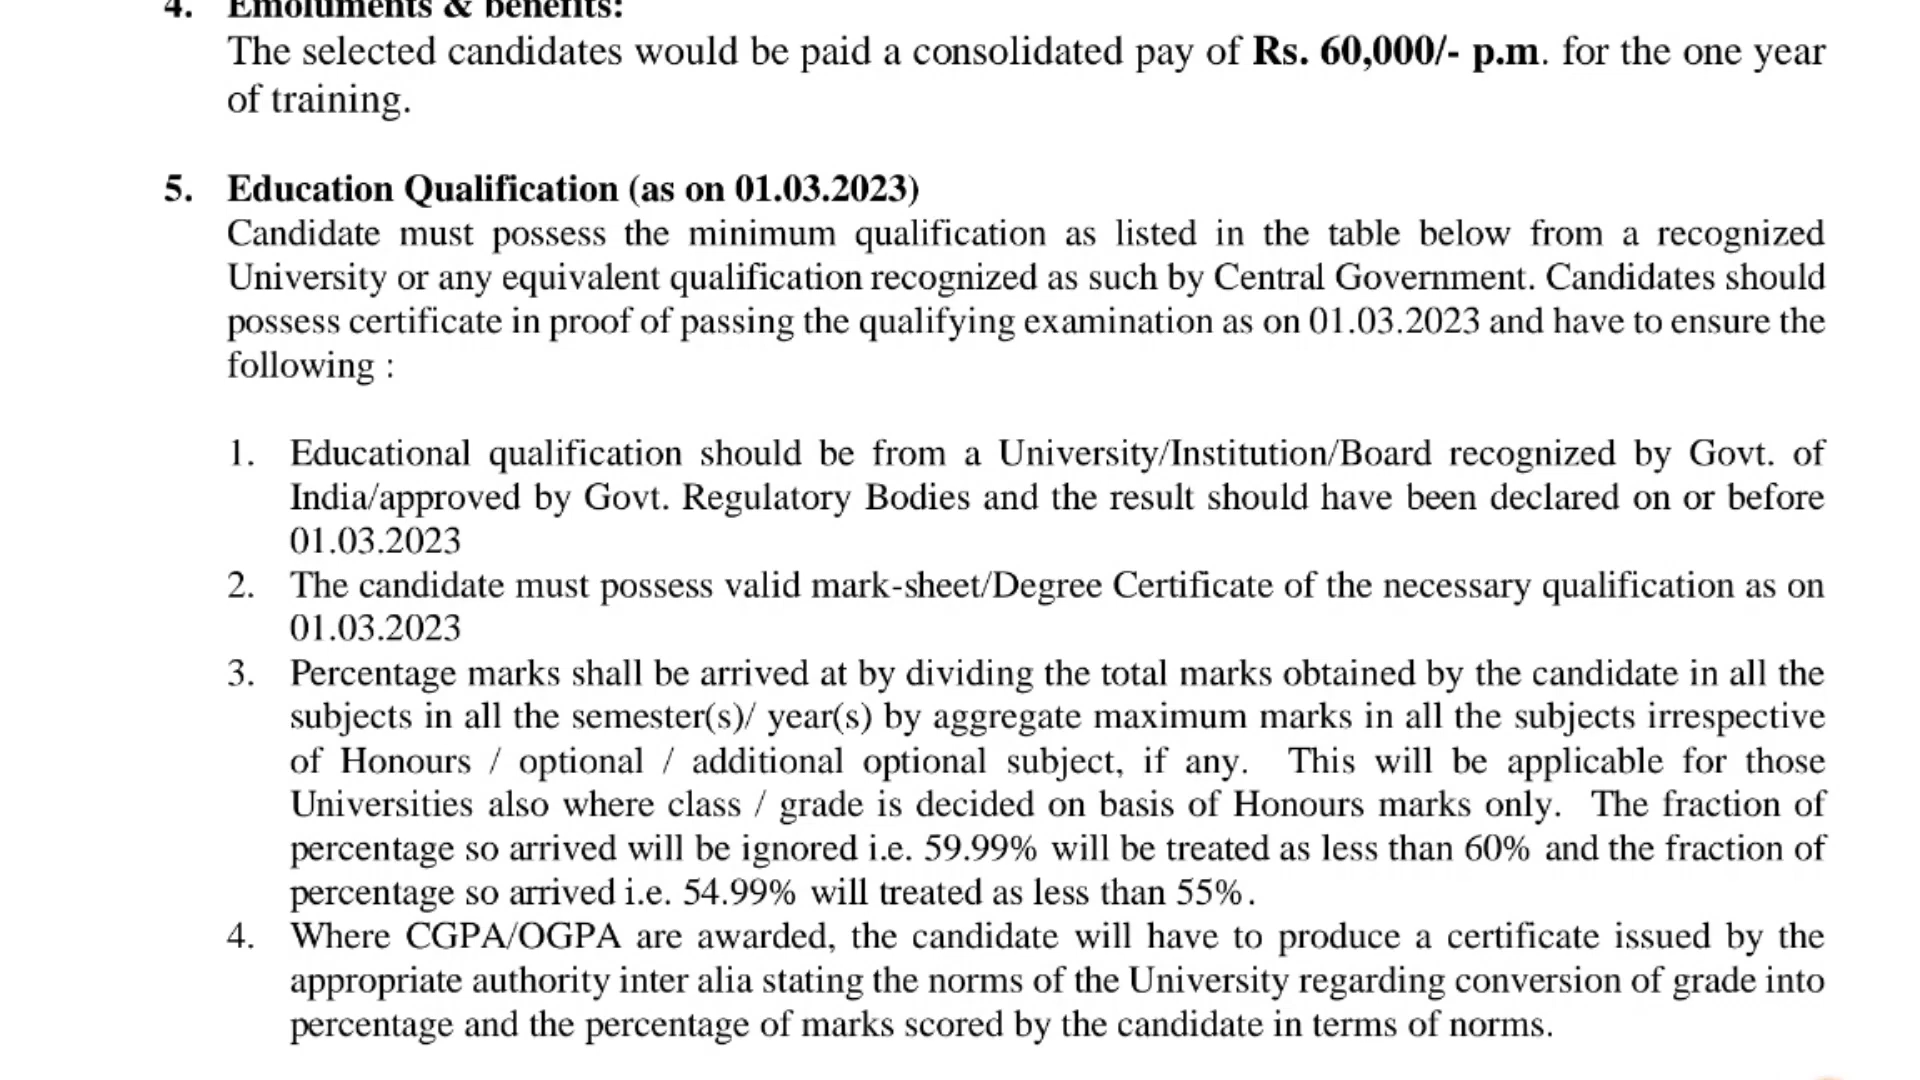 4. Emoluments & benefits:
The selected candidates would be paid a consolidated pay of Rs. 60,000/- p.m. for the one year
of training.
5. Education Qualification (as on 01.03.2023)
Candidate must possess the minimum qualification as listed in the table below from a recognized
University or any equivalent qualification recognized as such by Central Government. Candidates should
possess certificate in proof of passing the qualifying examination as on 01.03.2023 and have to ensure the
following :
1. Educational qualification should be from a University/Institution/Board recognized by Govt. of
India/approved by Govt. Regulatory Bodies and the result should have been declared on or before
01.03.2023
2. The candidate must possess valid mark-sheet/Degree Certificate of the necessary qualification as on
01.03.2023
3. Percentage marks shall be arrived at by dividing the total marks obtained by the candidate in all the
subjects in all the semester(s)/ year(s) by aggregate maximum marks in all the subjects irrespective
of Honours / optional / additional optional subject, if any. This will be applicable for those
Universities also where class / grade is decided on basis of Honours marks only. The fraction of
percentage so arrived will be ignored i.e. 59.99% will be treated as less than 60% and the fraction of
percentage so arrived i.e. 54.99% will treated as less than 55%.
4. Where CGPA/OGPA are awarded, the candidate will have to produce a certificate issued by the
appropriate authority inter alia stating the norms of the University regarding conversion of grade into
percentage and the percentage of marks scored by the candidate in terms of norms.